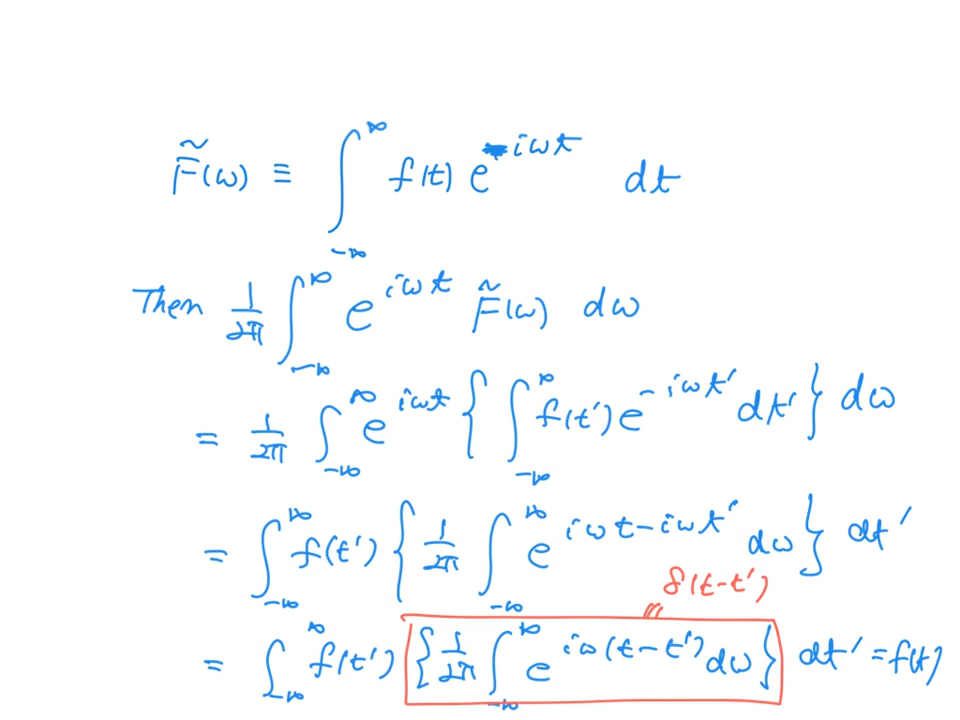 F̃(ω) ≡ ∫_{-∞}^{∞} f(t) e^{-iωt} dt
Then 1/2π ∫_{-∞}^{∞} e^{iωt} F̃(ω) dω
= 1/2π ∫_{-∞}^{∞} e^{iωt} { ∫_{-∞}^{∞} f(t') e^{-iωt'} dt' } dω
= ∫_{-∞}^{∞} f(t') { 1/2π ∫_{-∞}^{∞} e^{iωt-iωt'} dω } dt'
δ(t-t')
= ∫_{-∞}^{∞} f(t') { 1/2π ∫_{-∞}^{∞} e^{iω(t-t')} dω } dt' = f(t)